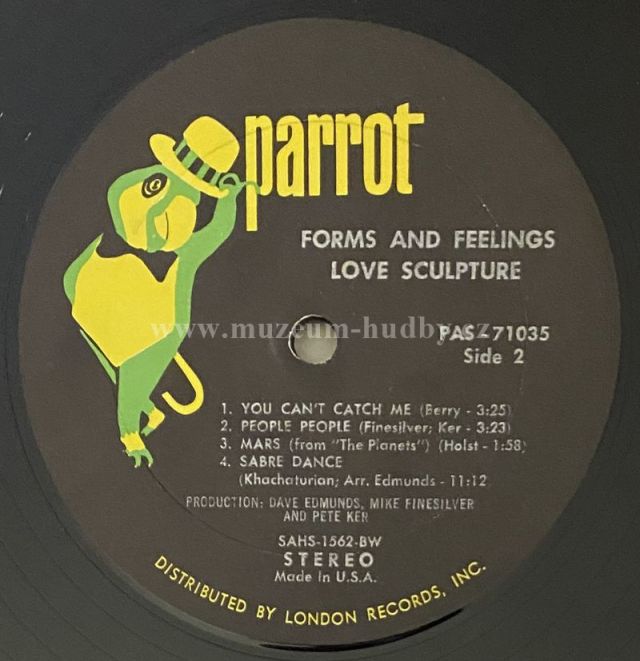 parrot
FORMS AND FEELINGS
LOVE SCULPTURE
www.muzeum-hudby.cz
PAS-71035
Side 2
1. YOU CAN'T CATCH ME (Berry - 3:25)
2. PEOPLE PEOPLE (Finesilver; Ker - 3:23)
3. MARS (from "The Planets") (Holst - 1:58)
4. SABRE DANCE
(Khachaturian; Arr. Edmunds - 11:12
PRODUCTION: DAVE EDMUNDS, MIKE FINESILVER
AND PETE KER
SAHS-1562-BW
STEREO
Made In U.S.A.
DISTRIBUTED BY LONDON RECORDS, INC.